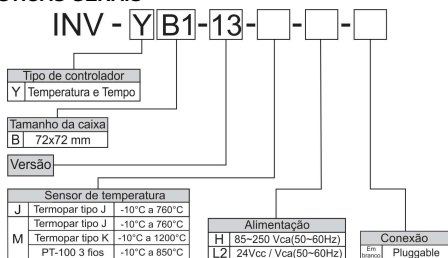 INV - Y B1 - 13 - - -
Tipo de controlador
Y Temperatura e Tempo
Tamanho da caixa
B 72x72 mm
Versão
Sensor de temperatura
J Termopar tipo J -10°C a 760°C
M Termopar tipo J -10°C a 760°C
Termopar tipo K -10°C a 1200°C
PT-100 3 fios -10°C a 850°C
Alimentação
H 85~250 Vca(50~60Hz)
L2 24Vcc / Vca(50~60Hz)
Conexão
Em branco Pluggable